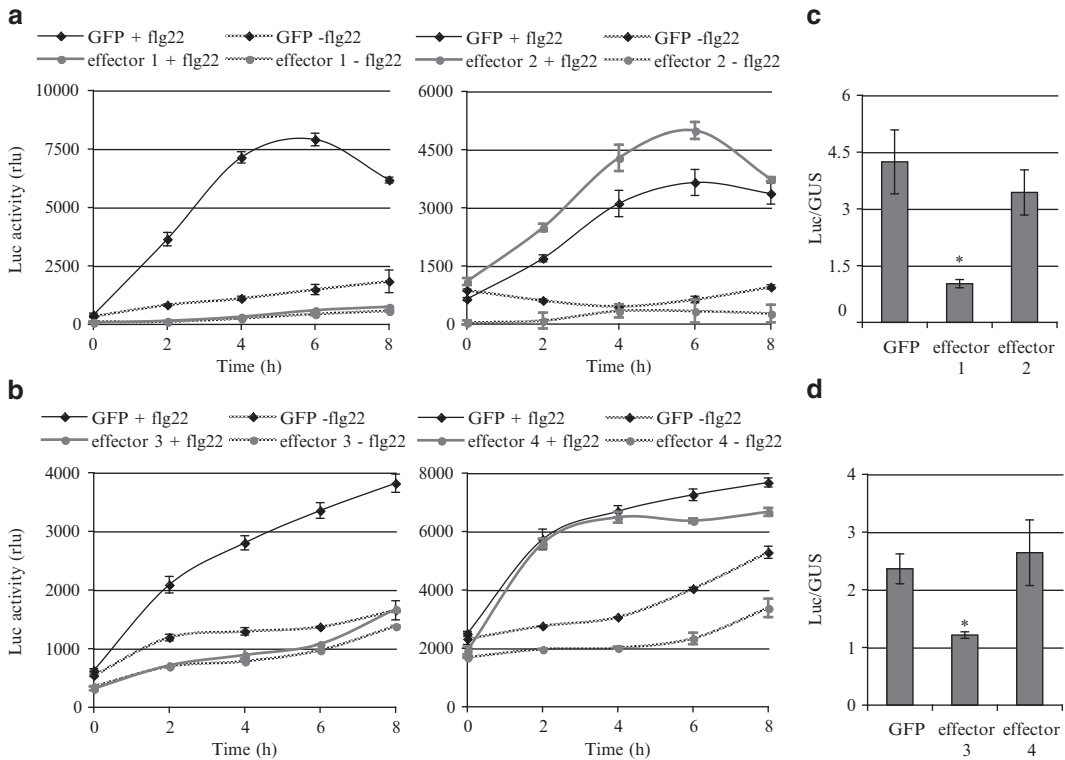 a
GFP + flg22
GFP -flg22
effector 1 + flg22
effector 1 - flg22
10000
7500
5000
2500
0
Luc activity (rlu)
0 2 4 6 8
Time (h)
GFP + flg22
GFP -flg22
effector 2 + flg22
effector 2 - flg22
6000
4500
3000
1500
0
0 2 4 6 8
Time (h)
c
6
4.5
3
1.5
0
Luc/GUS
*
GFP effector effector
1 2
b
GFP + flg22
GFP -flg22
effector 3 + flg22
effector 3 - flg22
4000
3000
2000
1000
0
Luc activity (rlu)
0 2 4 6 8
Time (h)
GFP + flg22
GFP -flg22
effector 4 + flg22
effector 4 - flg22
8000
6000
4000
2000
0
0 2 4 6 8
Time (h)
d
4
3
2
1
0
Luc/GUS
*
GFP effector effector
3 4